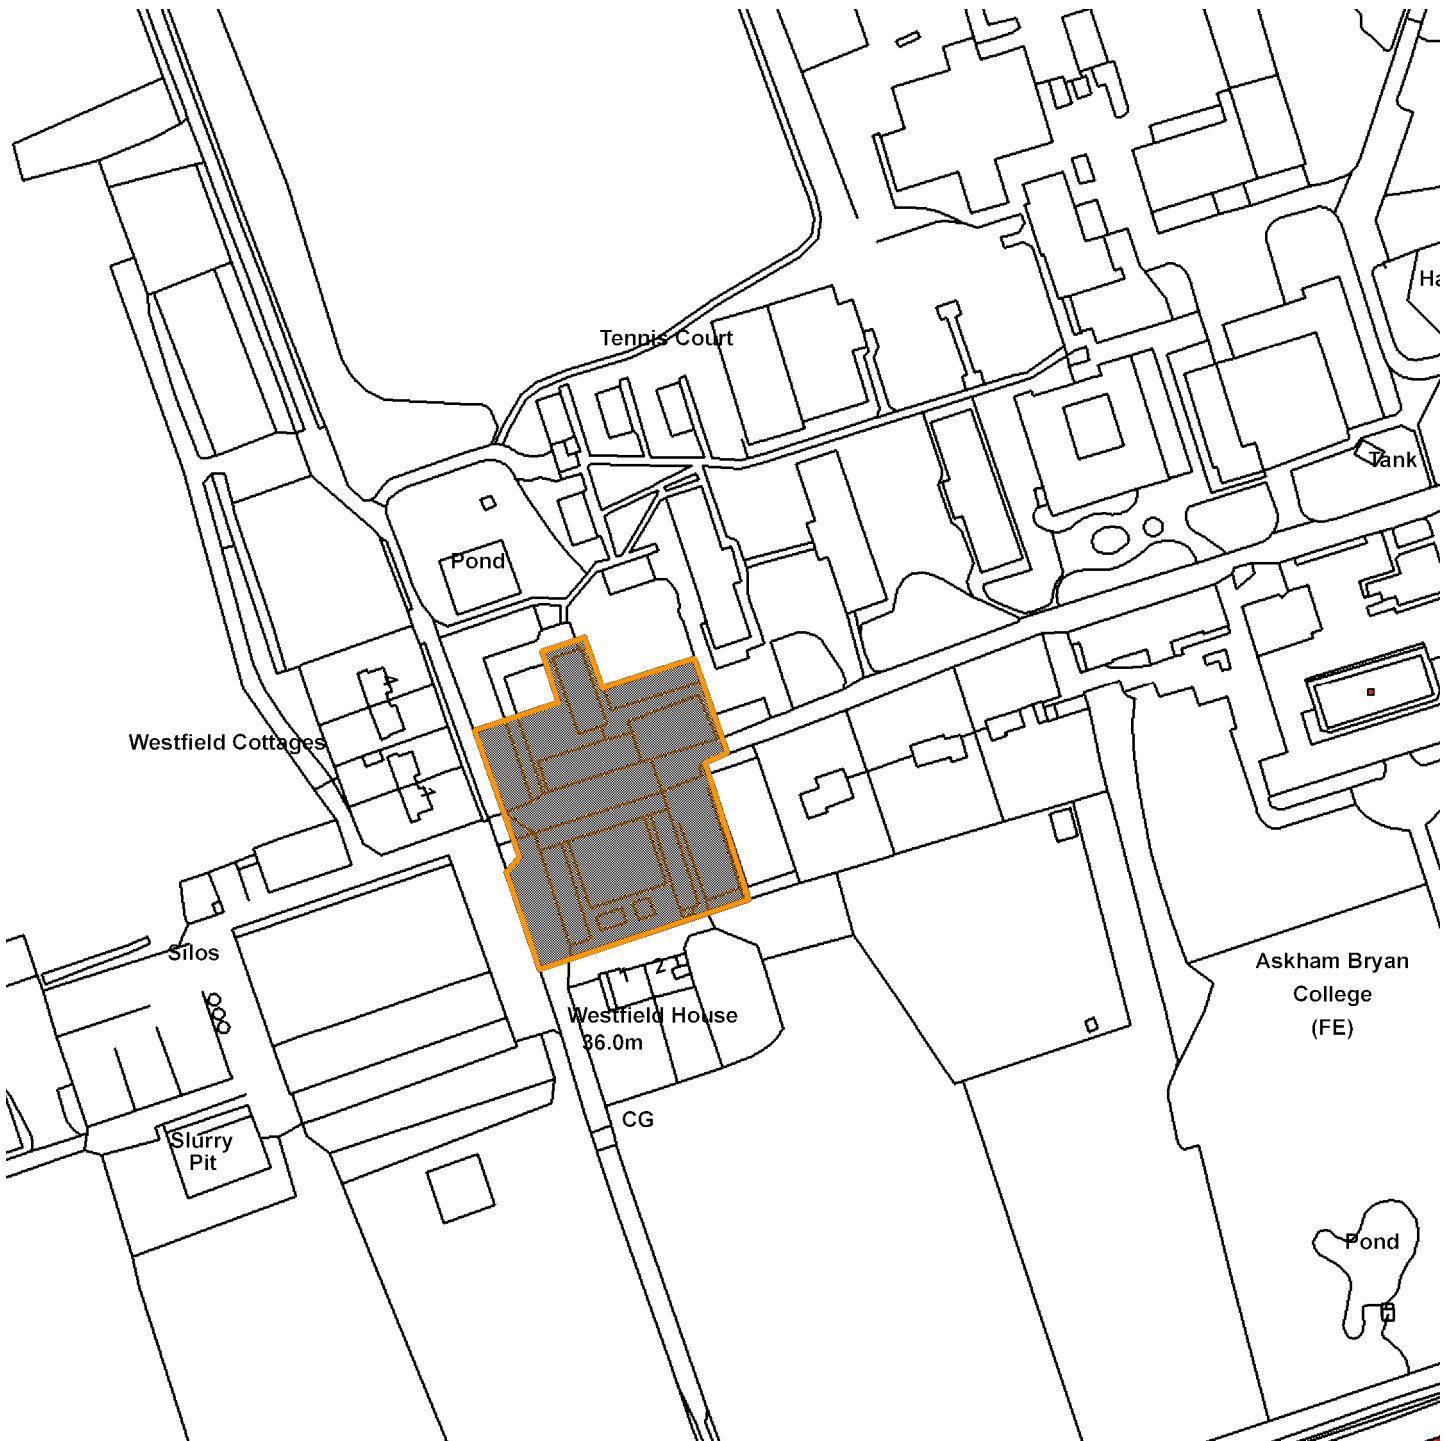 Ha
Tennis Court
Tank
Pond
Westfield Cottages
Silos
Askham Bryan
College
(FE)
1
2
Westfield House
36.0m
CG
Slurry
Pit
Pond